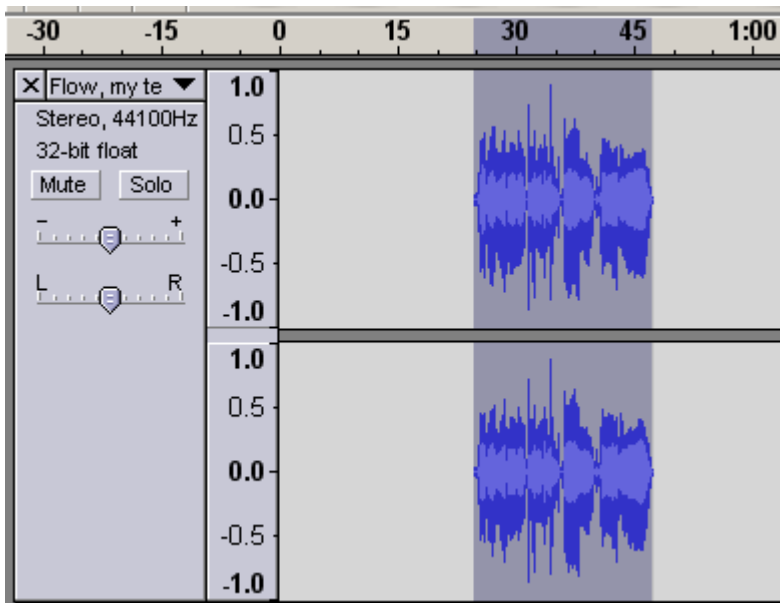 -30 -15 0 15 30 45 1:00
X Flow, my te
Stereo, 44100Hz
32-bit float
Mute Solo
- +
L R
1.0
0.5
0.0
-0.5
-1.0
1.0
0.5
0.0
-0.5
-1.0